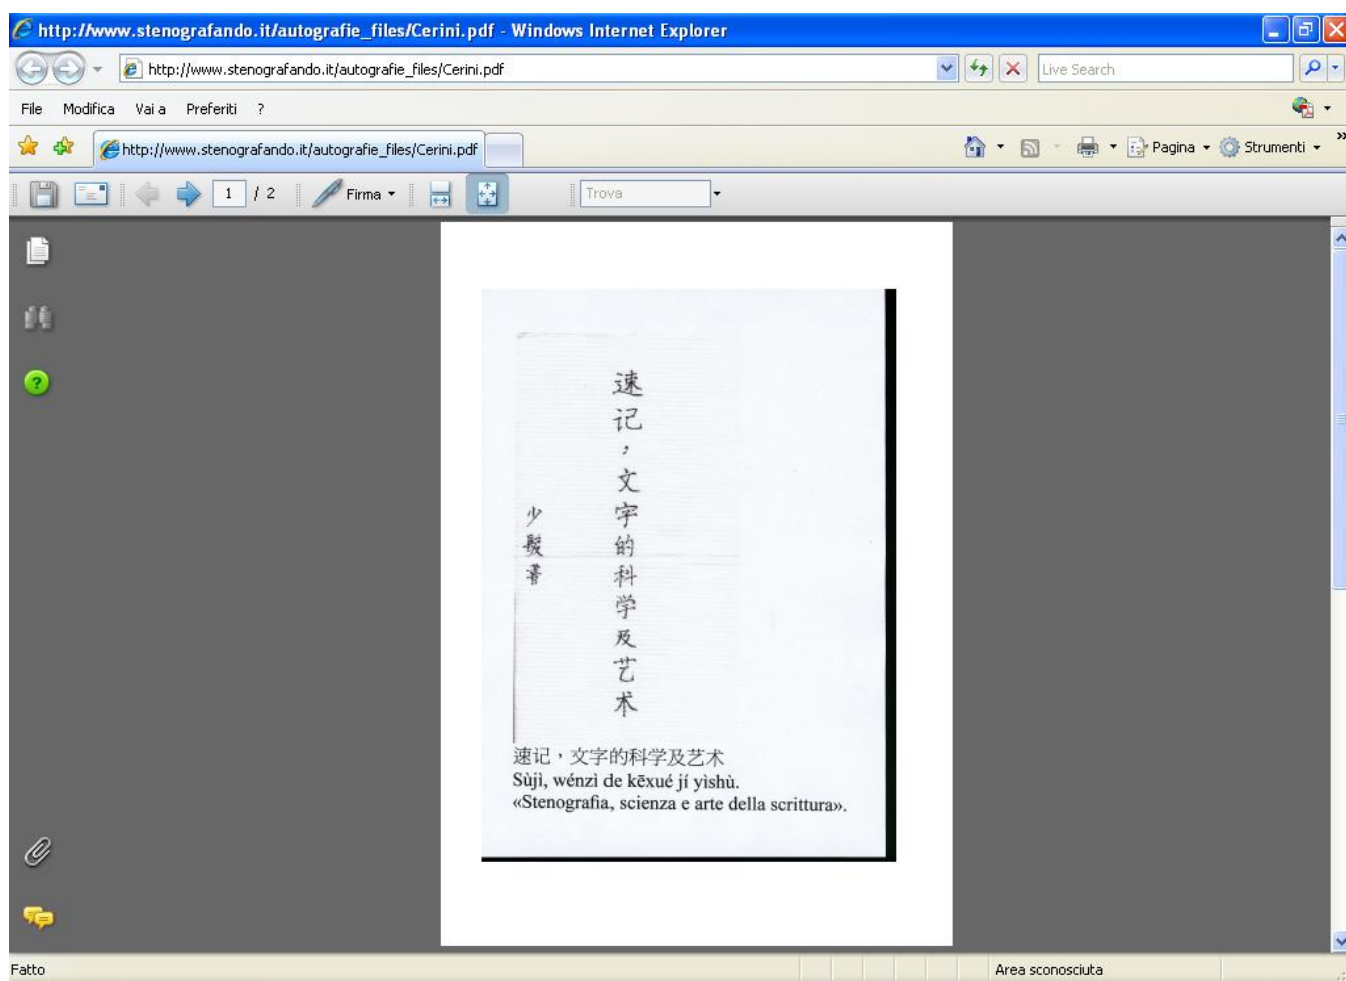 http://www.stenografando.it/autografie_files/Cerini.pdf - Windows Internet Explorer
http://www.stenografando.it/autografie_files/Cerini.pdf
Live Search
File Modifica Vai a Preferiti ?
http://www.stenografando.it/autografie_files/Cerini.pdf
Pagina Strumenti
1 / 2 Firma Trova
速记，文字的科学及艺术
少髮書
速记，文字的科学及艺术
Sùjì, wénzì de kēxué jí yìshù.
«Stenografia, scienza e arte della scrittura».
Fatto
Area sconosciuta